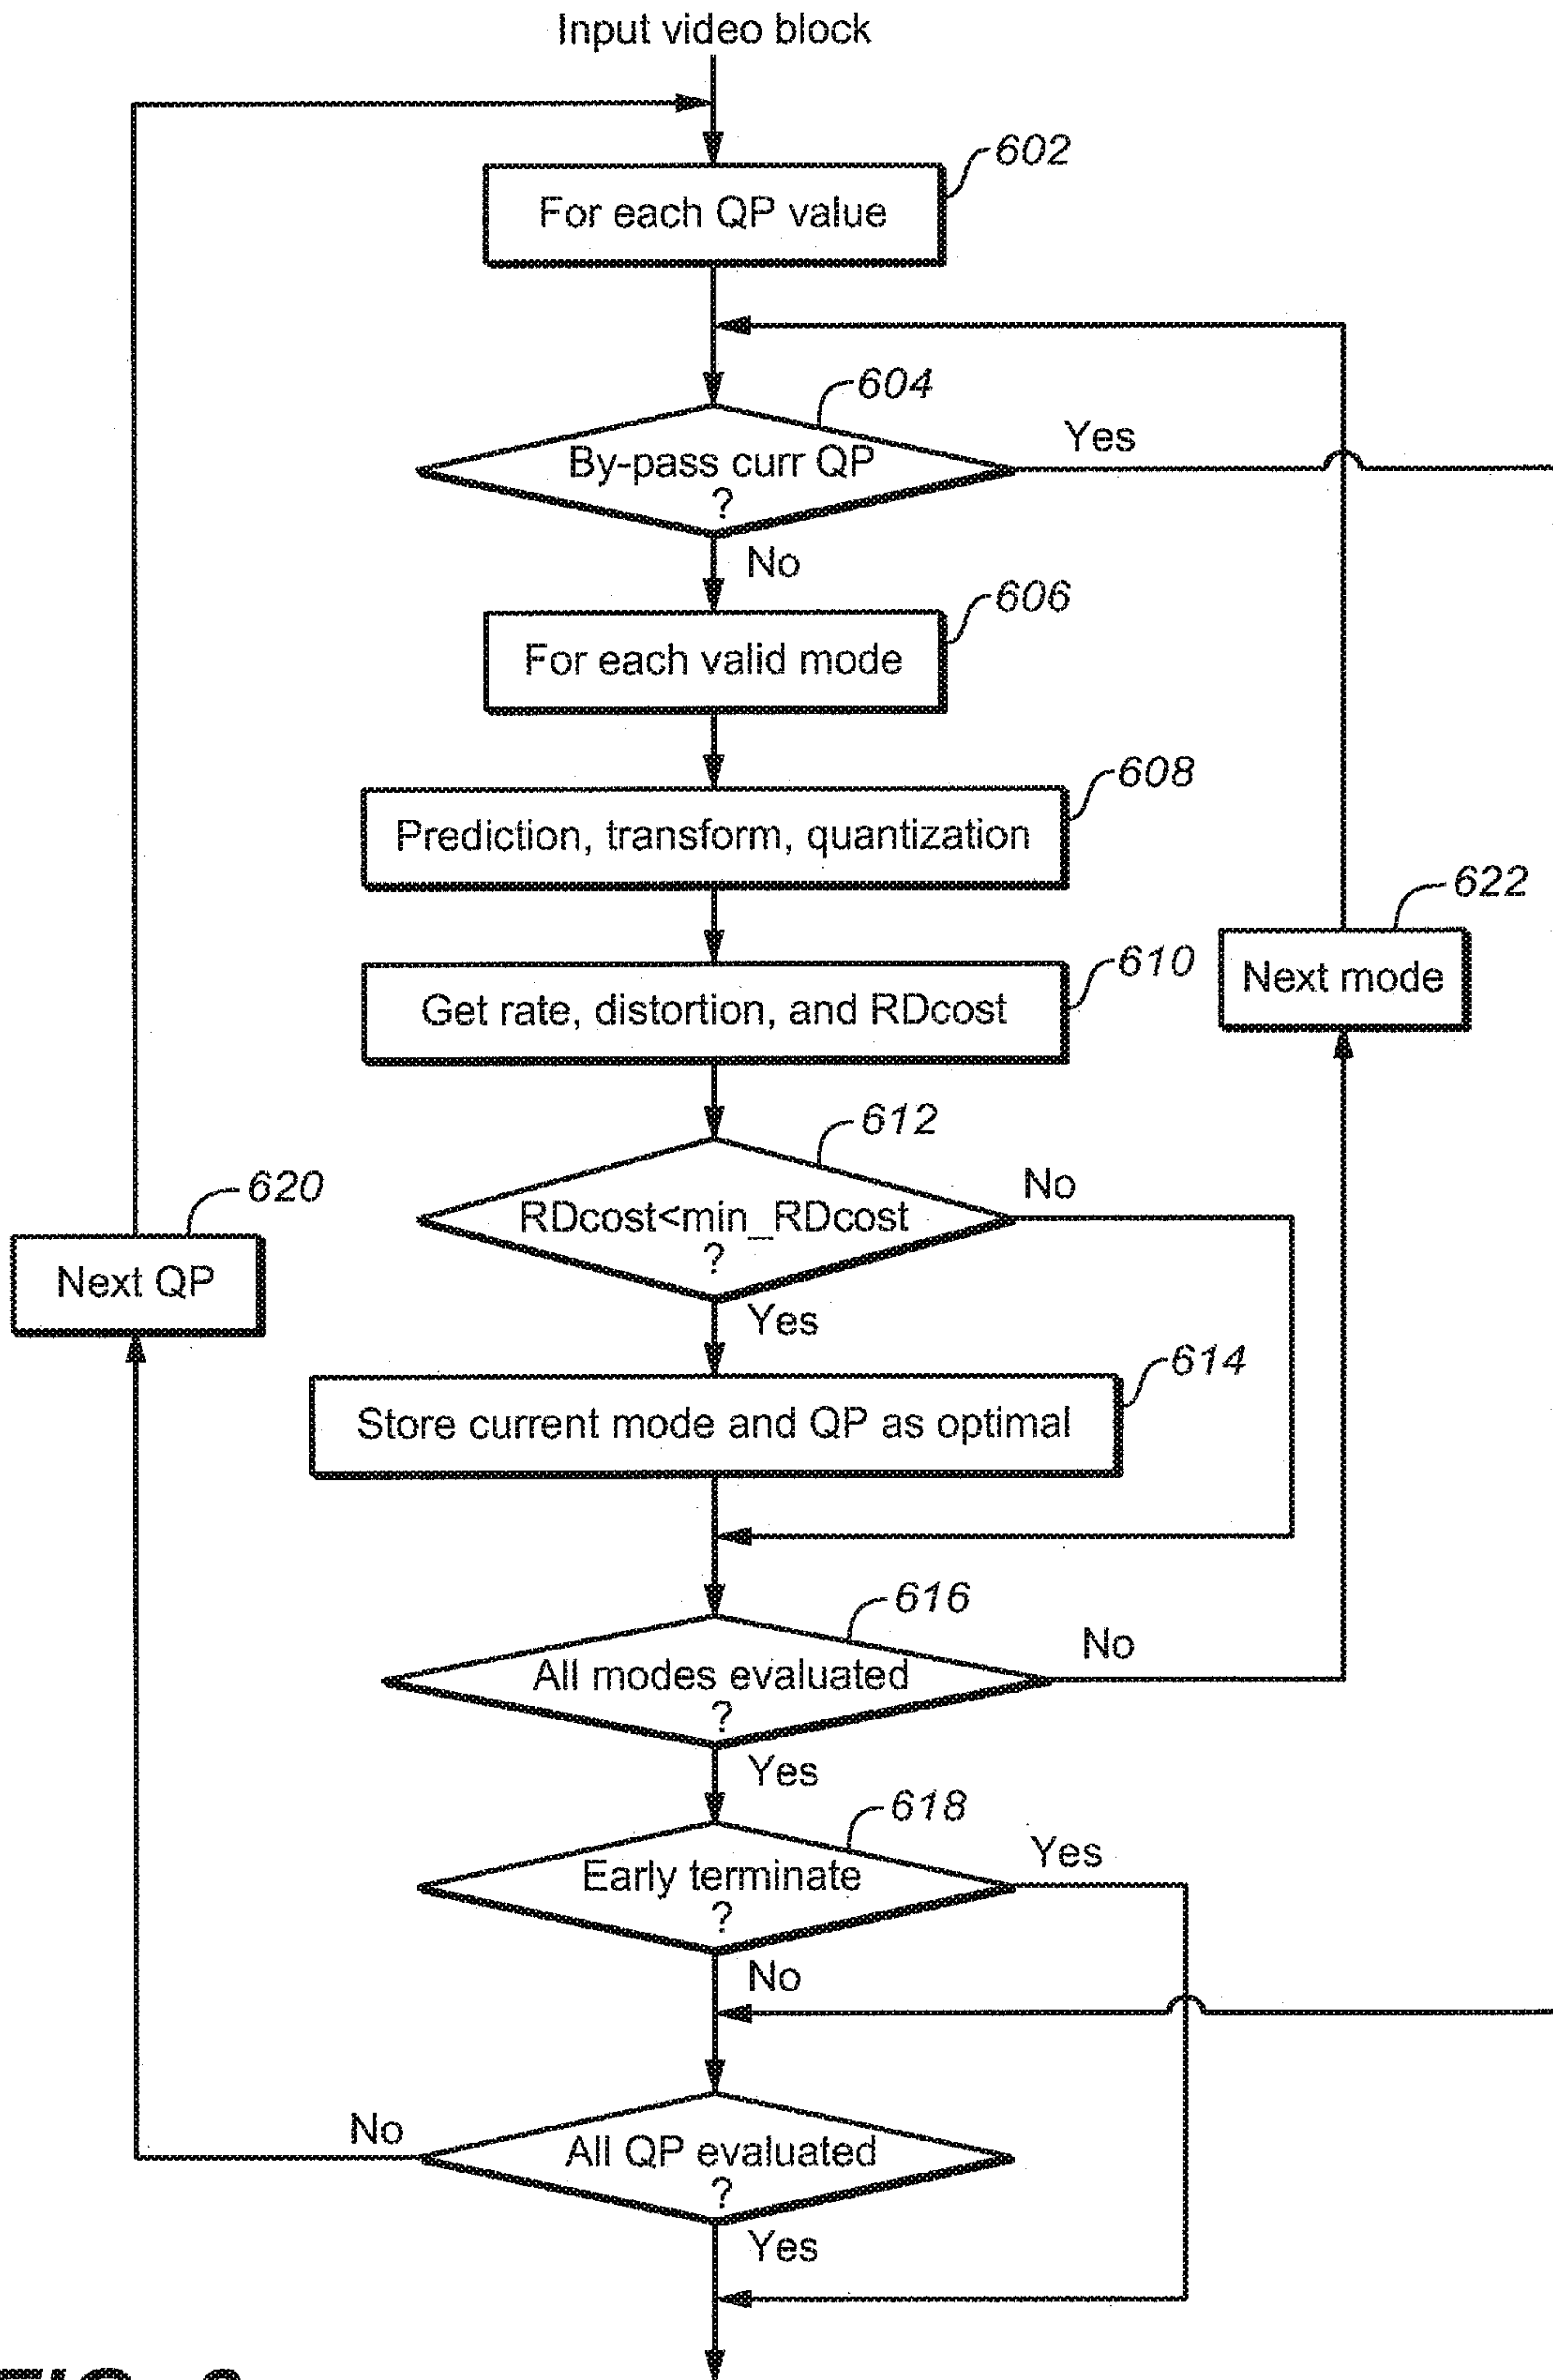 Input video block
602
For each QP value
604
By-pass curr QP
?
Yes
No
606
For each valid mode
608
Prediction, transform, quantization
622
Next mode
610
Get rate, distortion, and RDcost
612
RDcost<min_RDcost
?
No
Yes
620
Next QP
614
Store current mode and QP as optimal
616
All modes evaluated
?
No
Yes
618
Early terminate
?
Yes
No
All QP evaluated
?
No
Yes